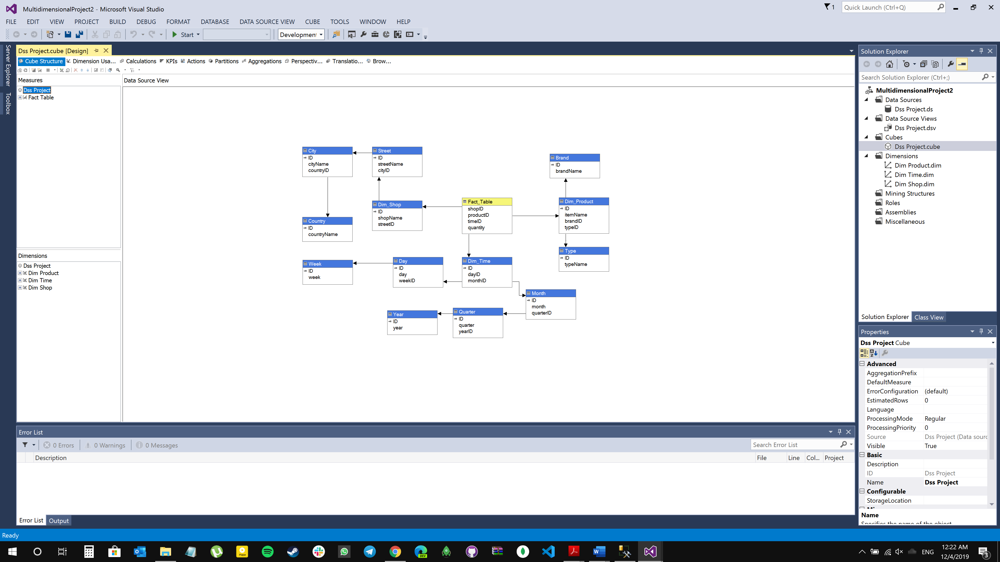 MultidimensionalProject2 - Microsoft Visual Studio
1
Quick Launch (Ctrl+Q)
FILE EDIT VIEW PROJECT BUILD DEBUG FORMAT DATABASE DATA SOURCE VIEW CUBE TOOLS WINDOW HELP
Start
Development
Server Explorer
Toolbox
Dss Project.cube [Design]
Cube Structure Dimension Usa... Calculations KPIs Actions Partitions Aggregations Perspectiv... Translatio... Brow...
Measures
Dss Project
Fact Table
Dimensions
Dss Project
Dim Product
Dim Time
Dim Shop
Data Source View
City
ID
cityName
countryID
Street
ID
streetName
cityID
Brand
ID
brandName
Dim_Shop
ID
shopName
streetID
Fact_Table
shopID
productID
timeID
quantity
Dim_Product
ID
itemName
brandID
typeID
Country
ID
countryName
Type
ID
typeName
Week
ID
week
Day
ID
day
weekID
Dim_Time
ID
dayID
monthID
Month
ID
month
quarterID
Year
ID
year
Quarter
ID
quarter
yearID
Error List
0 Errors 0 Warnings 0 Messages
Search Error List
Description File Line Col... Project
Error List Output
Solution Explorer
Search Solution Explorer (Ctrl+;)
MultidimensionalProject2
Data Sources
Dss Project.ds
Data Source Views
Dss Project.dsv
Cubes
Dss Project.cube
Dimensions
Dim Product.dim
Dim Time.dim
Dim Shop.dim
Mining Structures
Roles
Assemblies
Miscellaneous
Solution Explorer Class View
Properties
Dss Project Cube
Advanced
AggregationPrefix
DefaultMeasure
ErrorConfiguration (default)
EstimatedRows 0
Language
ProcessingMode Regular
ProcessingPriority 0
Source Dss Project (Data sourc
Visible True
Basic
Description
ID Dss Project
Name Dss Project
Configurable
StorageLocation
Name
Specifies the name of the object
Ready
Player
DEV
ENG
12:22 AM
12/4/2019
3